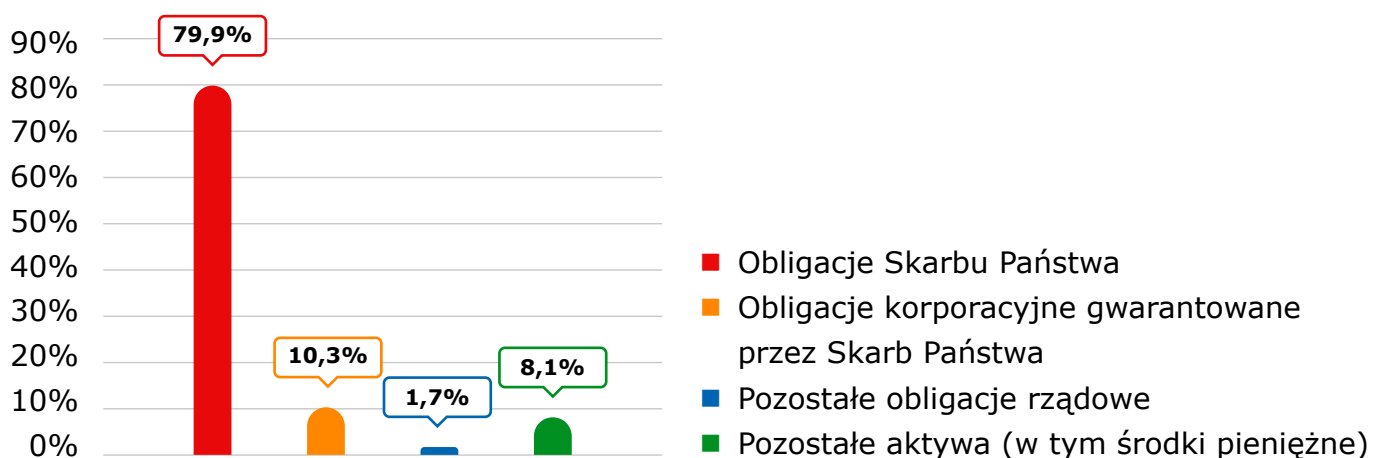 90%
80%
70%
60%
50%
40%
30%
20%
10%
0%
79,9%
10,3%
1,7%
8,1%
Obligacje Skarbu Państwa
Obligacje korporacyjne gwarantowane
przez Skarb Państwa
Pozostałe obligacje rządowe
Pozostałe aktywa (w tym środki pieniężne)